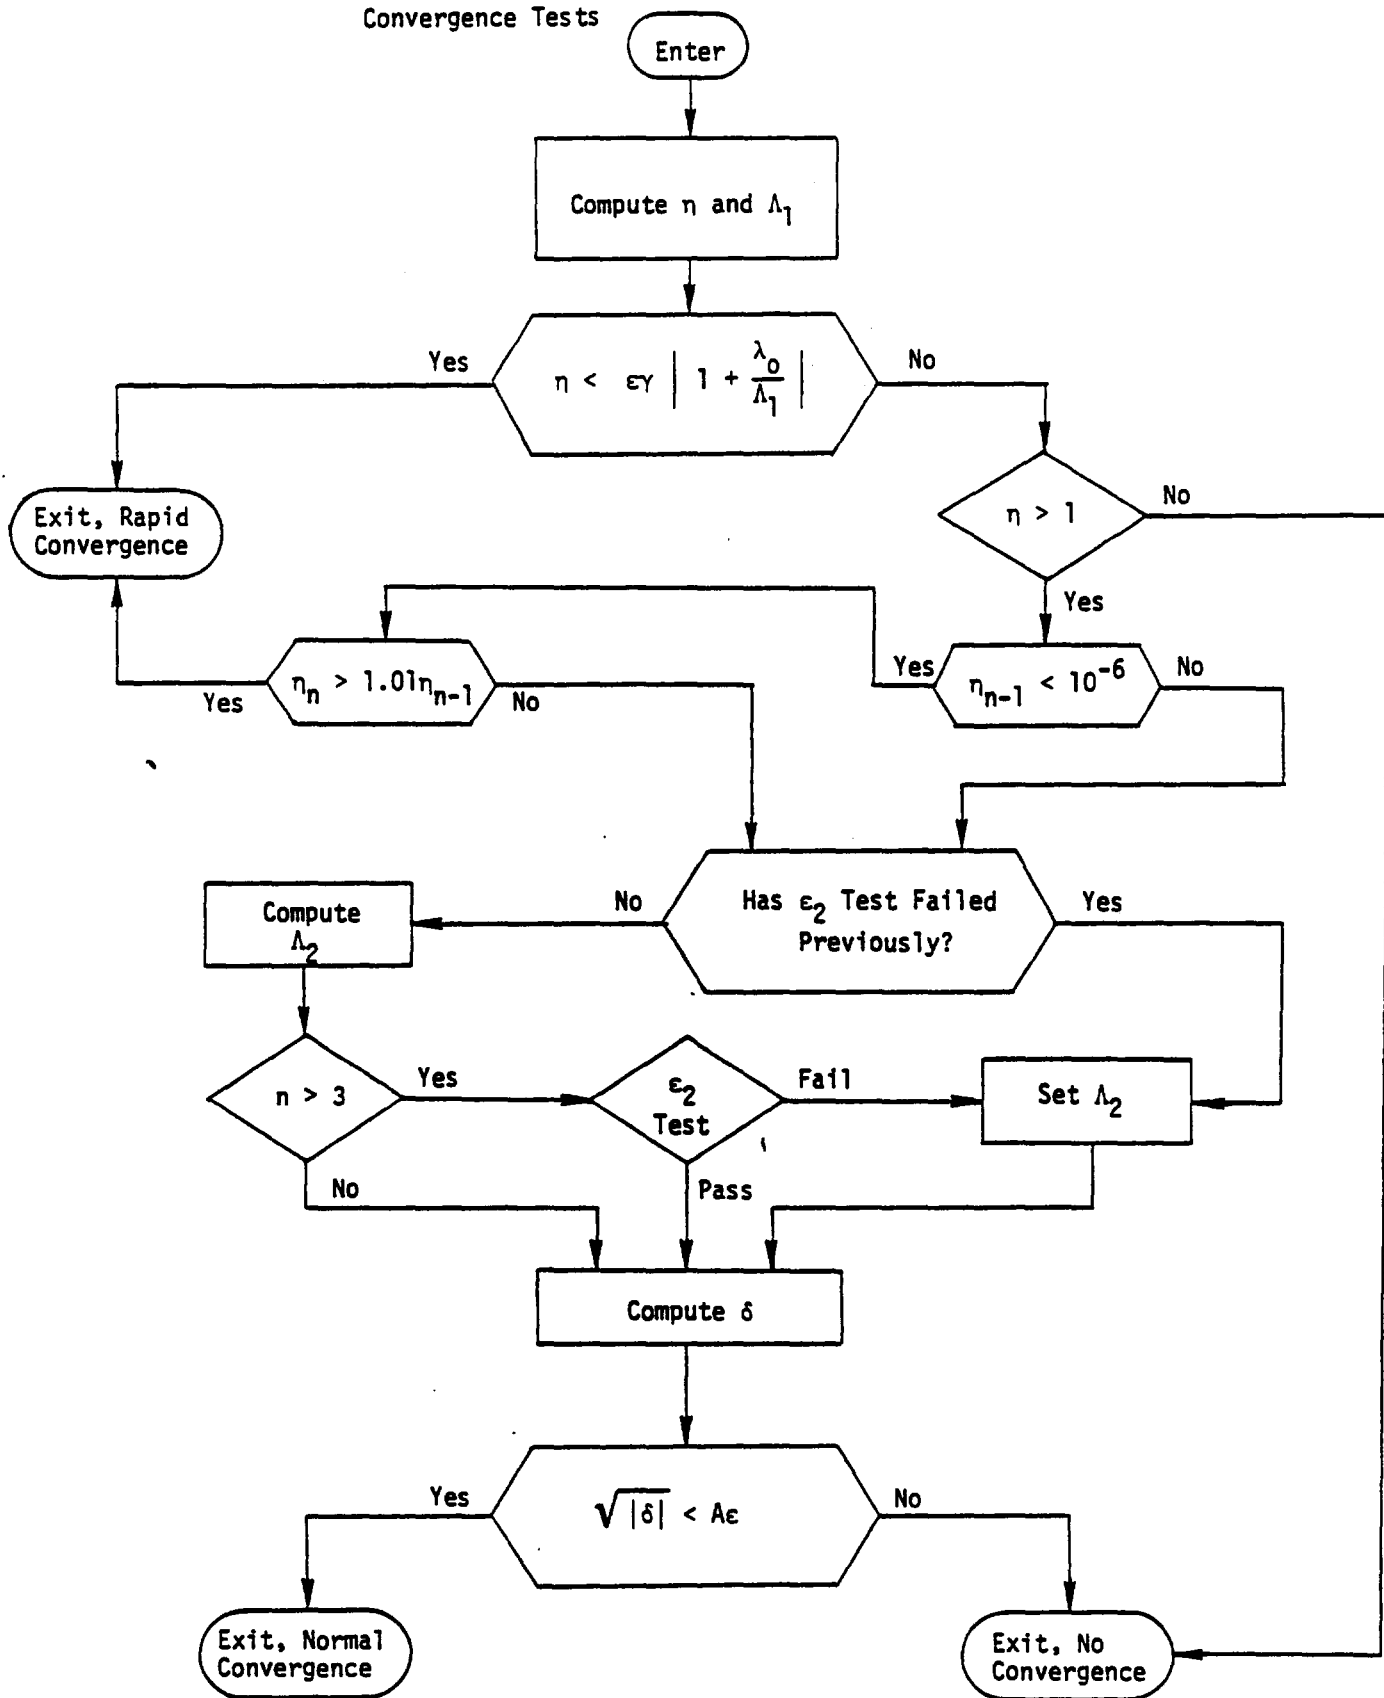 Convergence Tests
Enter
Compute η and Λ₁
Yes
η < εγ | 1 + λ₀/Λ₁ |
No
Exit, Rapid
Convergence
η > 1
No
Yes
Yes
ηₙ > 1.01ηₙ₋₁
No
Yes
ηₙ₋₁ < 10⁻⁶
No
Compute
Λ₂
No
Has ε₂ Test Failed
Previously?
Yes
n > 3
Yes
ε₂
Test
Fail
Set Λ₂
No
Pass
Compute δ
Yes
√|δ| < Aε
No
Exit, Normal
Convergence
Exit, No
Convergence